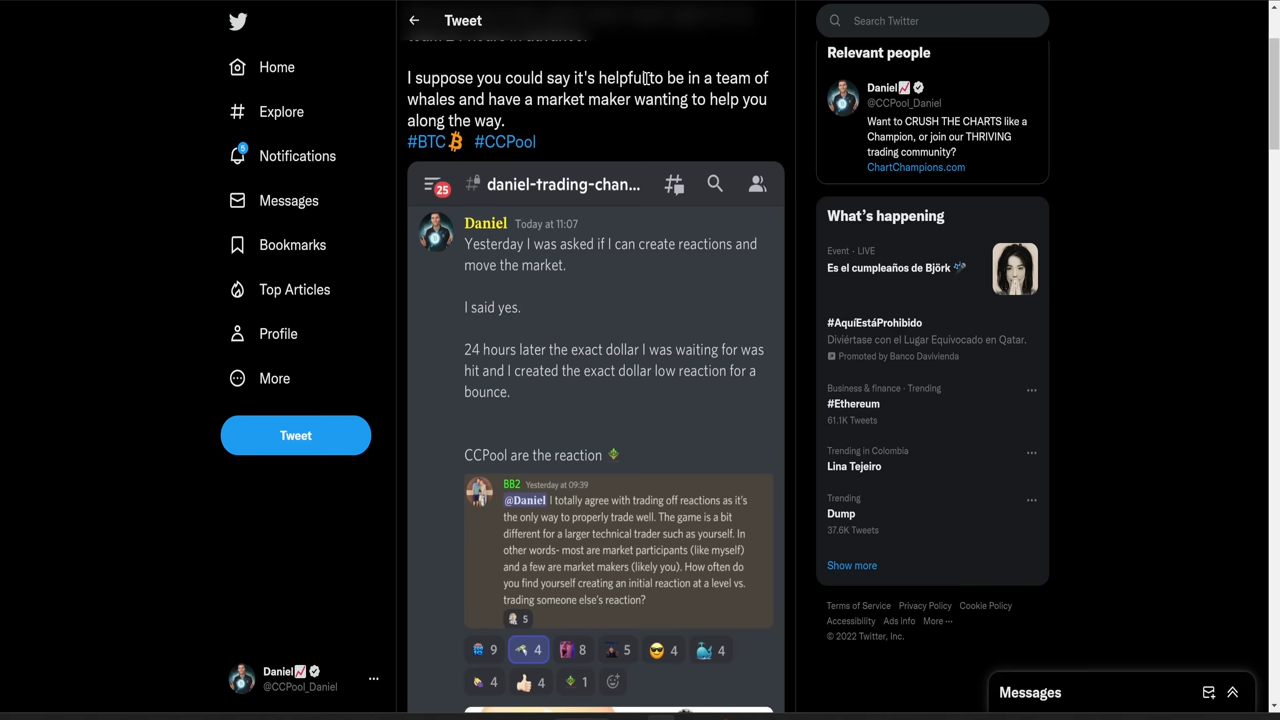 Home
Explore
5
Notifications
Messages
Bookmarks
Top Articles
Profile
More
Tweet
Daniel
@CCPool_Daniel
Tweet
I suppose you could say it's helpful to be in a team of
whales and have a market maker wanting to help you
along the way.
#BTC #CCPool
25
# daniel-trading-chan...
Daniel Today at 11:07
Yesterday I was asked if I can create reactions and
move the market.
I said yes.
24 hours later the exact dollar I was waiting for was
hit and I created the exact dollar low reaction for a
bounce.
CCPool are the reaction
BB2 Yesterday at 09:39
@Daniel I totally agree with trading off reactions as it's
the only way to properly trade well. The game is a bit
different for a larger technical trader such as yourself. In
other words- most are market participants (like myself)
and a few are market makers (likely you). How often do
you find yourself creating an initial reaction at a level vs.
trading someone else's reaction?
5
9 4 8 5 4 4
4 4 1
Search Twitter
Relevant people
Daniel
@CCPool_Daniel
Want to CRUSH THE CHARTS like a
Champion, or join our THRIVING
trading community?
ChartChampions.com
What's happening
Event · LIVE
Es el cumpleaños de Björk
#AquíEstáProhibido
Diviértase con el Lugar Equivocado en Qatar.
Promoted by Banco Davivienda
Business & finance · Trending
#Ethereum
61.1K Tweets
Trending in Colombia
Lina Tejeiro
Trending
Dump
37.6K Tweets
Show more
Terms of Service Privacy Policy Cookie Policy
Accessibility Ads info More ···
© 2022 Twitter, Inc.
Messages